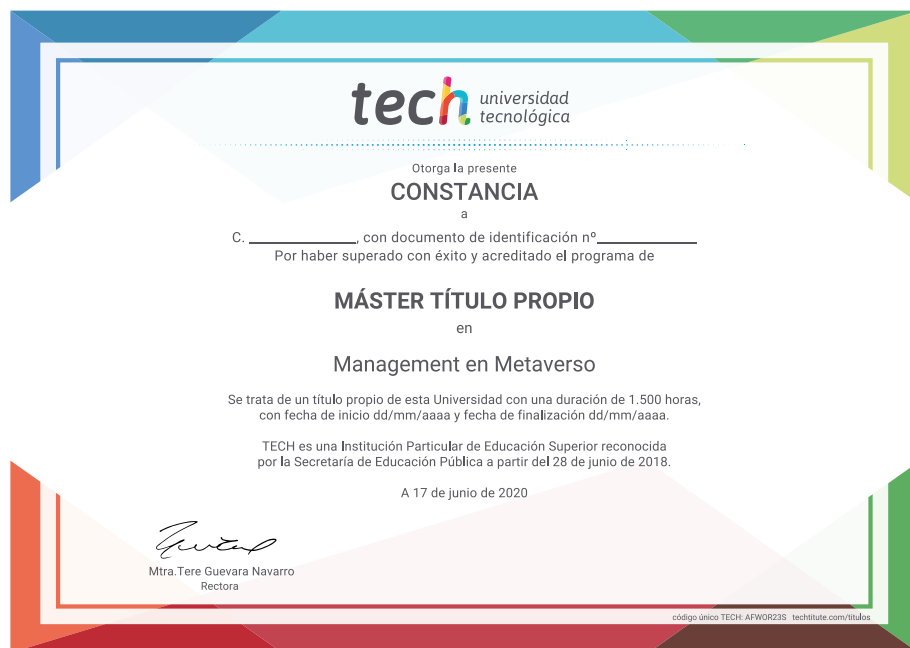 tech universidad
tecnológica
Otorga la presente
CONSTANCIA
a
C. ____________, con documento de identificación nº___________
Por haber superado con éxito y acreditado el programa de
MÁSTER TÍTULO PROPIO
en
Management en Metaverso
Se trata de un título propio de esta Universidad con una duración de 1.500 horas,
con fecha de inicio dd/mm/aaaa y fecha de finalización dd/mm/aaaa.
TECH es una Institución Particular de Educación Superior reconocida
por la Secretaría de Educación Pública a partir del 28 de junio de 2018.
A 17 de junio de 2020
Mtra.Tere Guevara Navarro
Rectora
código único TECH: AFWOR23S techtitute.com/titulos